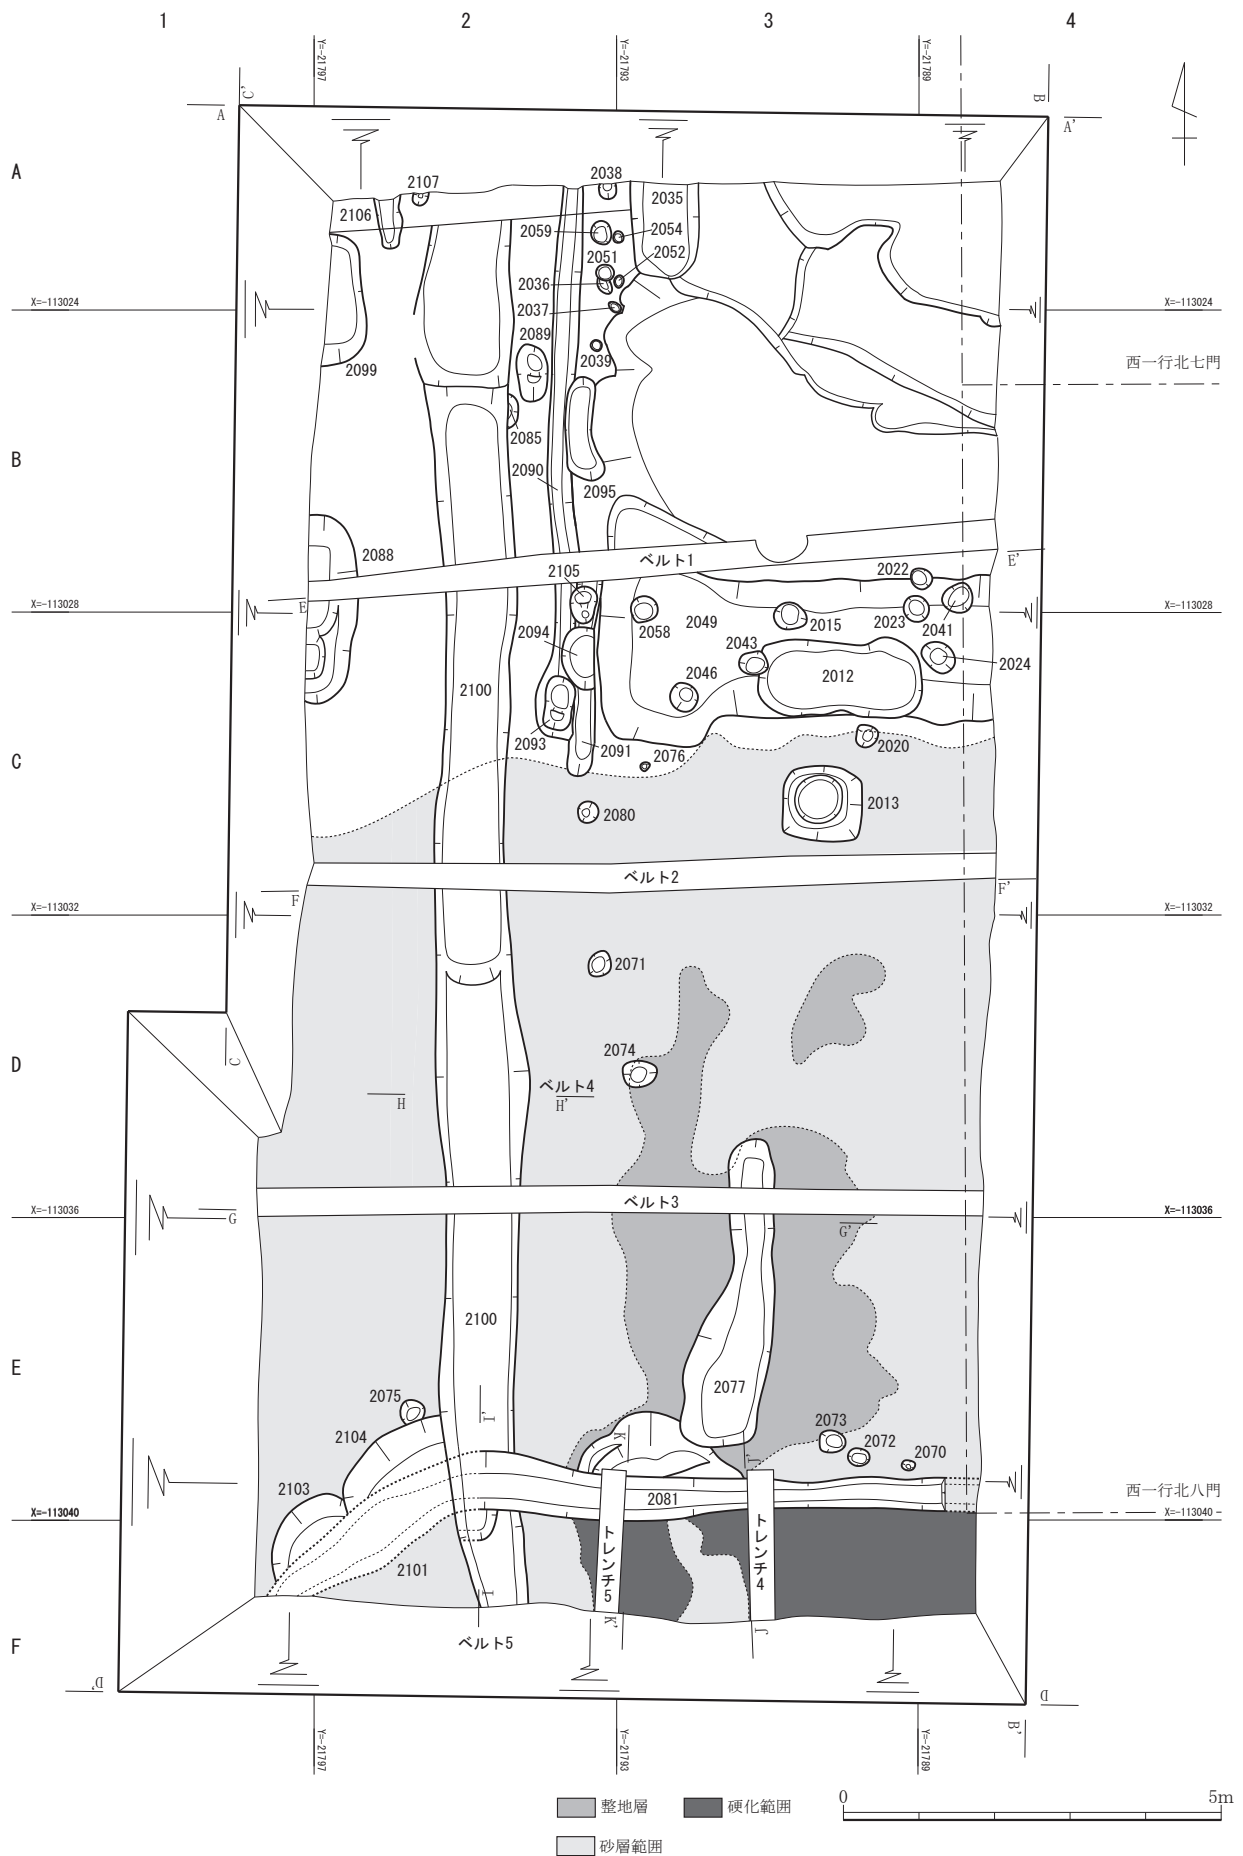 1 2 3 4
Y=-21797 Y=-21793 Y=-21789
C' B
A A'
A
2107 2038
2106 2035
2059 2054
2051 2052
2036
2037
X=-113024 X=-113024
2089
2039 西一行北七門
2099
2085
B
2090
2095
2088
ベルト1 E'
2105 2022
E
X=-113028 X=-113028
2094 2058 2049 2015 2023 2041
2043 2024
2046 2012
2100
2093 2091 2076 2020
C
2013
2080
ベルト2
F F'
X=-113032 X=-113032
2071
C
2074
D
ベルト4
H H'
ベルト3
X=-113036 X=-113036
G G'
2100
E
2077
2075 I'
2104 K 2073 2072
J' 2070
2103 2081 西一行北八門
X=-113040 X=-113040
トレンチ5
トレンチ4
2101
I
K' J
ベルト5
F
D' D
B'
Y=-21797 Y=-21793 Y=-21789
整地層 硬化範囲 0 5m
砂層範囲